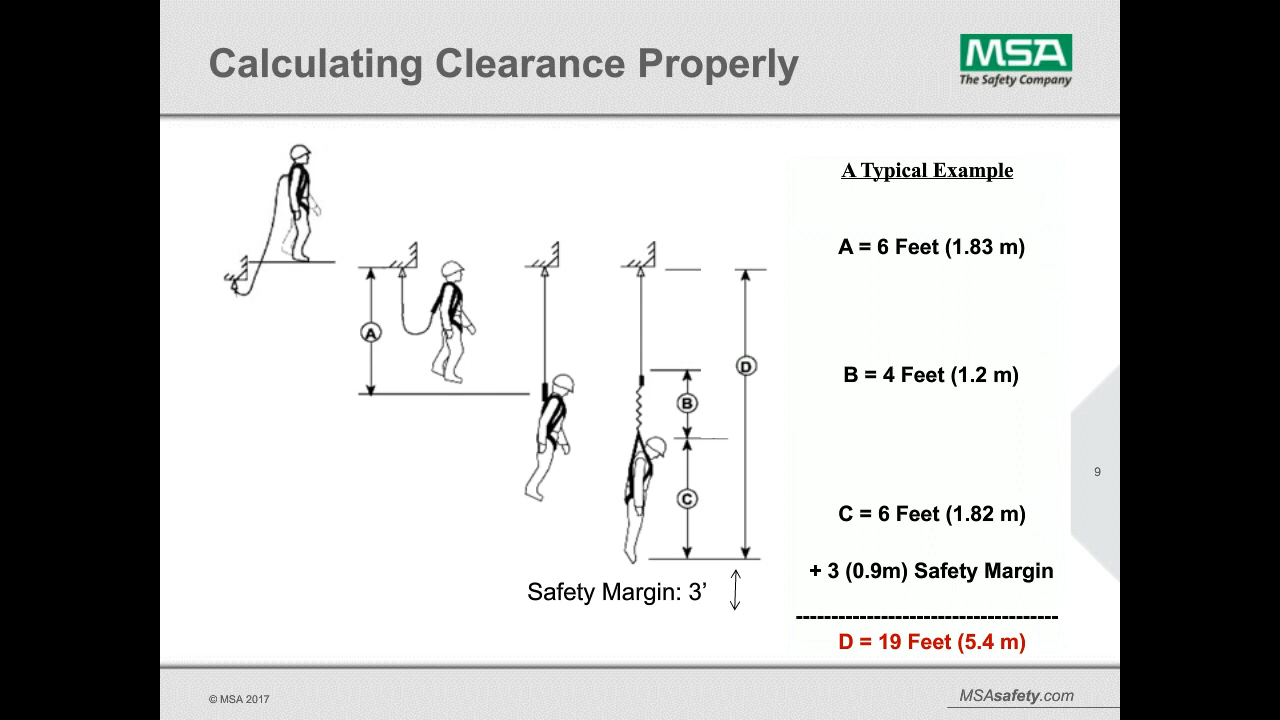 Calculating Clearance Properly
MSA
The Safety Company
A Typical Example
A = 6 Feet (1.83 m)
A
B = 4 Feet (1.2 m)
D
B
C
C = 6 Feet (1.82 m)
+ 3 (0.9m) Safety Margin
Safety Margin: 3’
-------------------------------------
D = 19 Feet (5.4 m)
9
© MSA 2017
MSAsafety.com